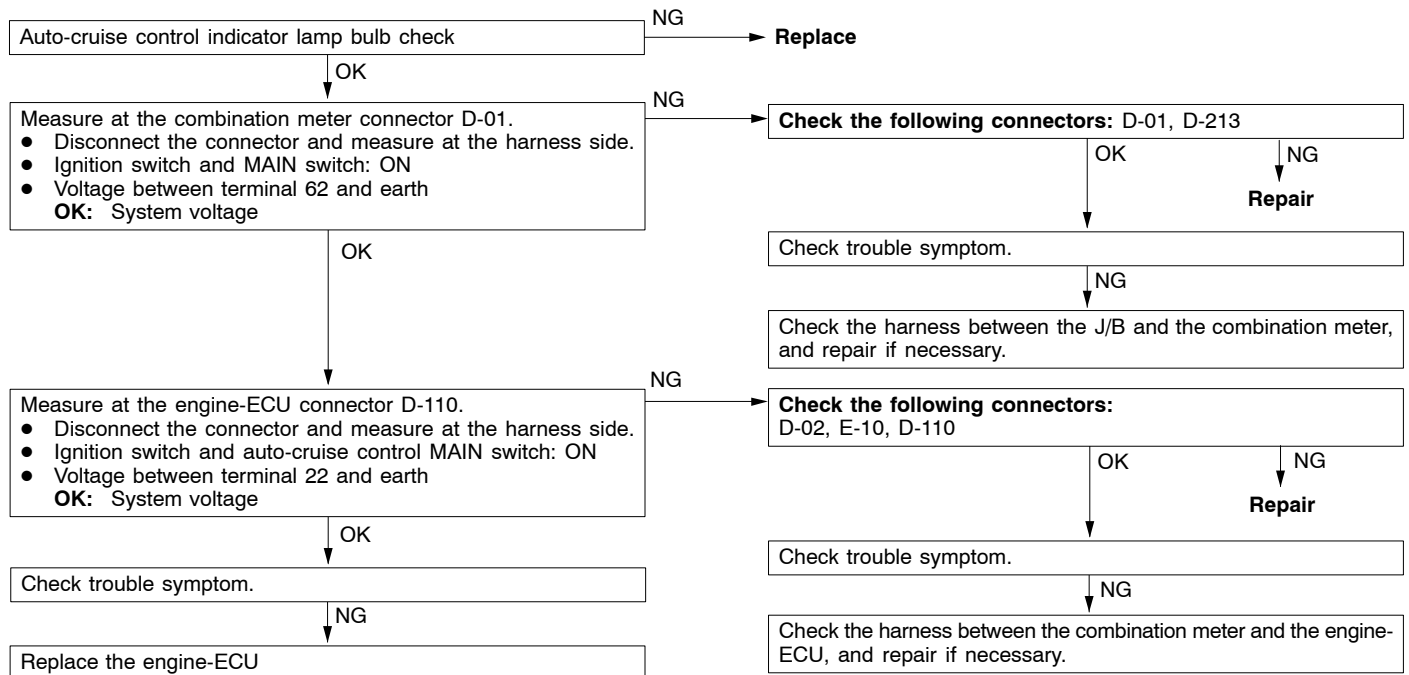 Auto-cruise control indicator lamp bulb check
NG
Replace
OK
Measure at the combination meter connector D-01.
● Disconnect the connector and measure at the harness side.
● Ignition switch and MAIN switch: ON
● Voltage between terminal 62 and earth
OK: System voltage
NG
Check the following connectors: D-01, D-213
OK
NG
Repair
Check trouble symptom.
NG
Check the harness between the J/B and the combination meter,
and repair if necessary.
OK
Measure at the engine-ECU connector D-110.
● Disconnect the connector and measure at the harness side.
● Ignition switch and auto-cruise control MAIN switch: ON
● Voltage between terminal 22 and earth
OK: System voltage
NG
Check the following connectors:
D-02, E-10, D-110
OK
NG
Repair
Check trouble symptom.
NG
Check the harness between the combination meter and the engine-
ECU, and repair if necessary.
OK
Check trouble symptom.
NG
Replace the engine-ECU